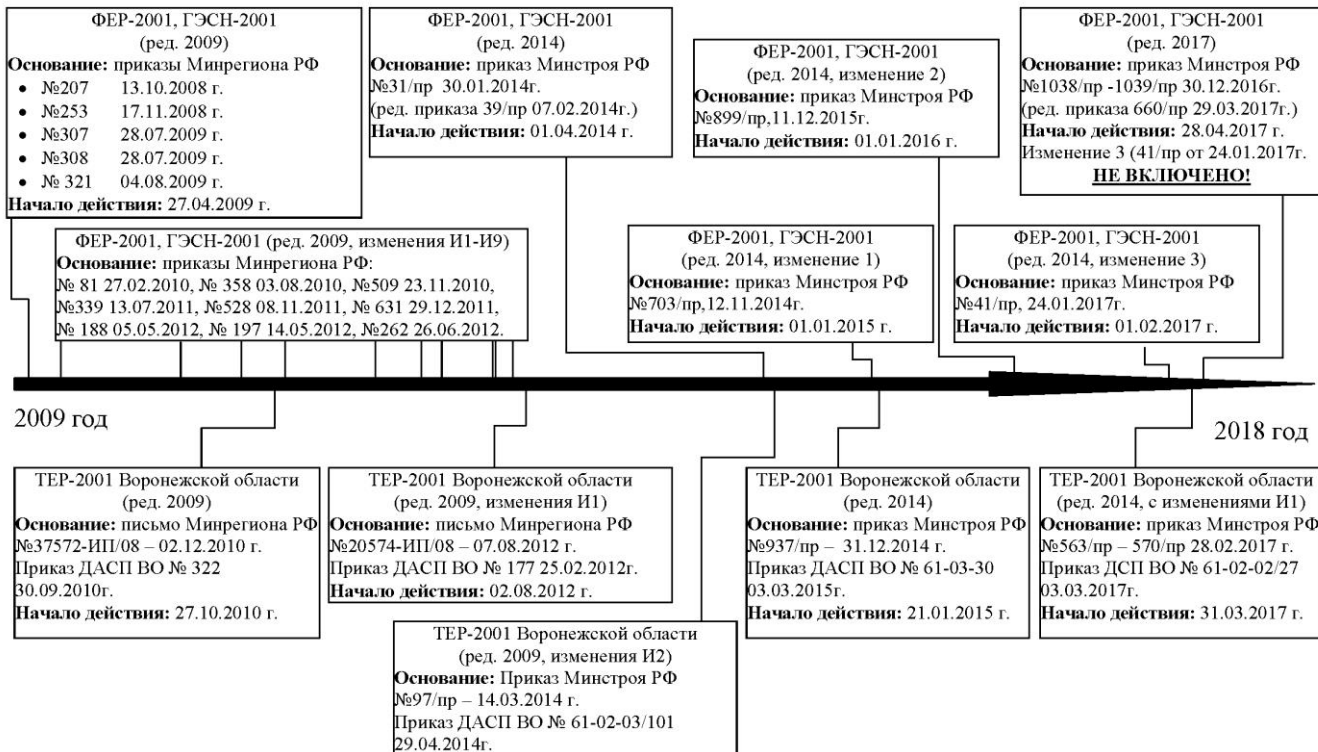 ФЕР-2001, ГЭСН-2001
(ред. 2009)
Основание: приказы Минрегиона РФ
• №207 13.10.2008 г.
• №253 17.11.2008 г.
• №307 28.07.2009 г.
• №308 28.07.2009 г.
• № 321 04.08.2009 г.
Начало действия: 27.04.2009 г.
ФЕР-2001, ГЭСН-2001
(ред. 2014)
Основание: приказ Минстроя РФ
№31/пр 30.01.2014г.
(ред. приказа 39/пр 07.02.2014г.)
Начало действия: 01.04.2014 г.
ФЕР-2001, ГЭСН-2001
(ред. 2014, изменение 2)
Основание: приказ Минстроя РФ
№899/пр,11.12.2015г.
Начало действия: 01.01.2016 г.
ФЕР-2001, ГЭСН-2001
(ред. 2017)
Основание: приказ Минстроя РФ
№1038/пр -1039/пр 30.12.2016г.
(ред. приказа 660/пр 29.03.2017г.)
Начало действия: 28.04.2017 г.
Изменение 3 (41/пр от 24.01.2017г.
НЕ ВКЛЮЧЕНО!
ФЕР-2001, ГЭСН-2001 (ред. 2009, изменения И1-И9)
Основание: приказы Минрегиона РФ:
№ 81 27.02.2010, № 358 03.08.2010, №509 23.11.2010,
№339 13.07.2011, №528 08.11.2011, № 631 29.12.2011,
№ 188 05.05.2012, № 197 14.05.2012, №262 26.06.2012.
ФЕР-2001, ГЭСН-2001
(ред. 2014, изменение 1)
Основание: приказ Минстроя РФ
№703/пр,12.11.2014г.
Начало действия: 01.01.2015 г.
ФЕР-2001, ГЭСН-2001
(ред. 2014, изменение 3)
Основание: приказ Минстроя РФ
№41/пр, 24.01.2017г.
Начало действия: 01.02.2017 г.
2009 год
2018 год
ТЕР-2001 Воронежской области
(ред. 2009)
Основание: письмо Минрегиона РФ
№37572-ИП/08 – 02.12.2010 г.
Приказ ДАСП ВО № 322
30.09.2010г.
Начало действия: 27.10.2010 г.
ТЕР-2001 Воронежской области
(ред. 2009, изменения И1)
Основание: письмо Минрегиона РФ
№20574-ИП/08 – 07.08.2012 г.
Приказ ДАСП ВО № 177 25.02.2012г.
Начало действия: 02.08.2012 г.
ТЕР-2001 Воронежской области
(ред. 2014)
Основание: приказ Минстроя РФ
№937/пр – 31.12.2014 г.
Приказ ДАСП ВО № 61-03-30
03.03.2015г.
Начало действия: 21.01.2015 г.
ТЕР-2001 Воронежской области
(ред. 2014, с изменениями И1)
Основание: приказ Минстроя РФ
№563/пр – 570/пр 28.02.2017 г.
Приказ ДСП ВО № 61-02-02/27
03.03.2017г.
Начало действия: 31.03.2017 г.
ТЕР-2001 Воронежской области
(ред. 2009, изменения И2)
Основание: Приказ Минстроя РФ
№97/пр – 14.03.2014 г.
Приказ ДАСП ВО № 61-02-03/101
29.04.2014г.